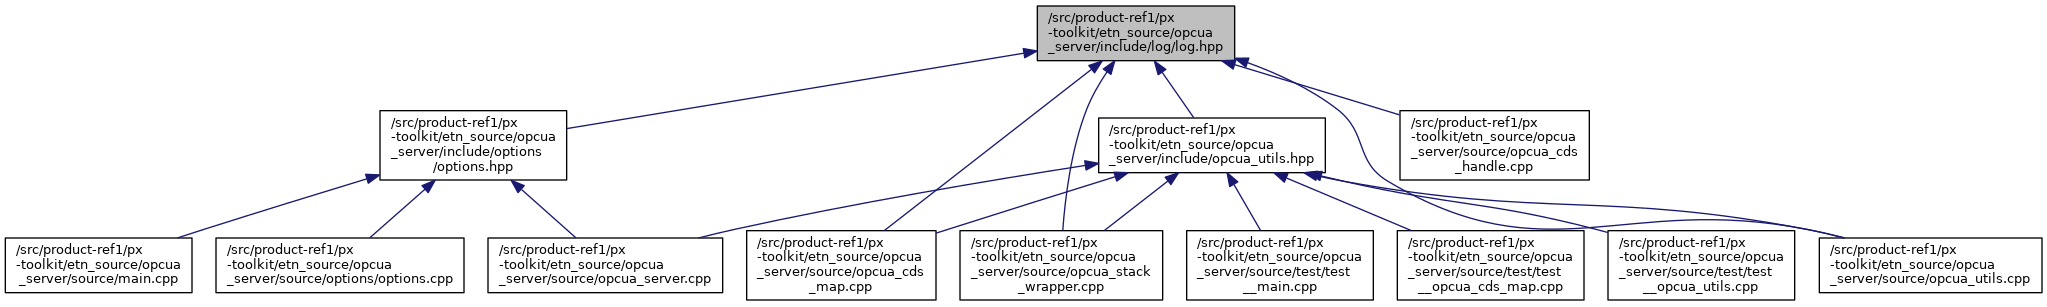 /src/product-ref1/px
-toolkit/etn_source/opcua
_server/include/log/log.hpp
/src/product-ref1/px
-toolkit/etn_source/opcua
_server/include/options
/options.hpp
/src/product-ref1/px
-toolkit/etn_source/opcua
_server/include/opcua_utils.hpp
/src/product-ref1/px
-toolkit/etn_source/opcua
_server/source/opcua_cds
_handle.cpp
/src/product-ref1/px
-toolkit/etn_source/opcua
_server/source/main.cpp
/src/product-ref1/px
-toolkit/etn_source/opcua
_server/source/options/options.cpp
/src/product-ref1/px
-toolkit/etn_source/opcua
_server/source/opcua_server.cpp
/src/product-ref1/px
-toolkit/etn_source/opcua
_server/source/opcua_cds
_map.cpp
/src/product-ref1/px
-toolkit/etn_source/opcua
_server/source/opcua_stack
_wrapper.cpp
/src/product-ref1/px
-toolkit/etn_source/opcua
_server/source/test/test
__main.cpp
/src/product-ref1/px
-toolkit/etn_source/opcua
_server/source/test/test
__opcua_cds_map.cpp
/src/product-ref1/px
-toolkit/etn_source/opcua
_server/source/test/test
__opcua_utils.cpp
/src/product-ref1/px
-toolkit/etn_source/opcua
_server/source/opcua_utils.cpp